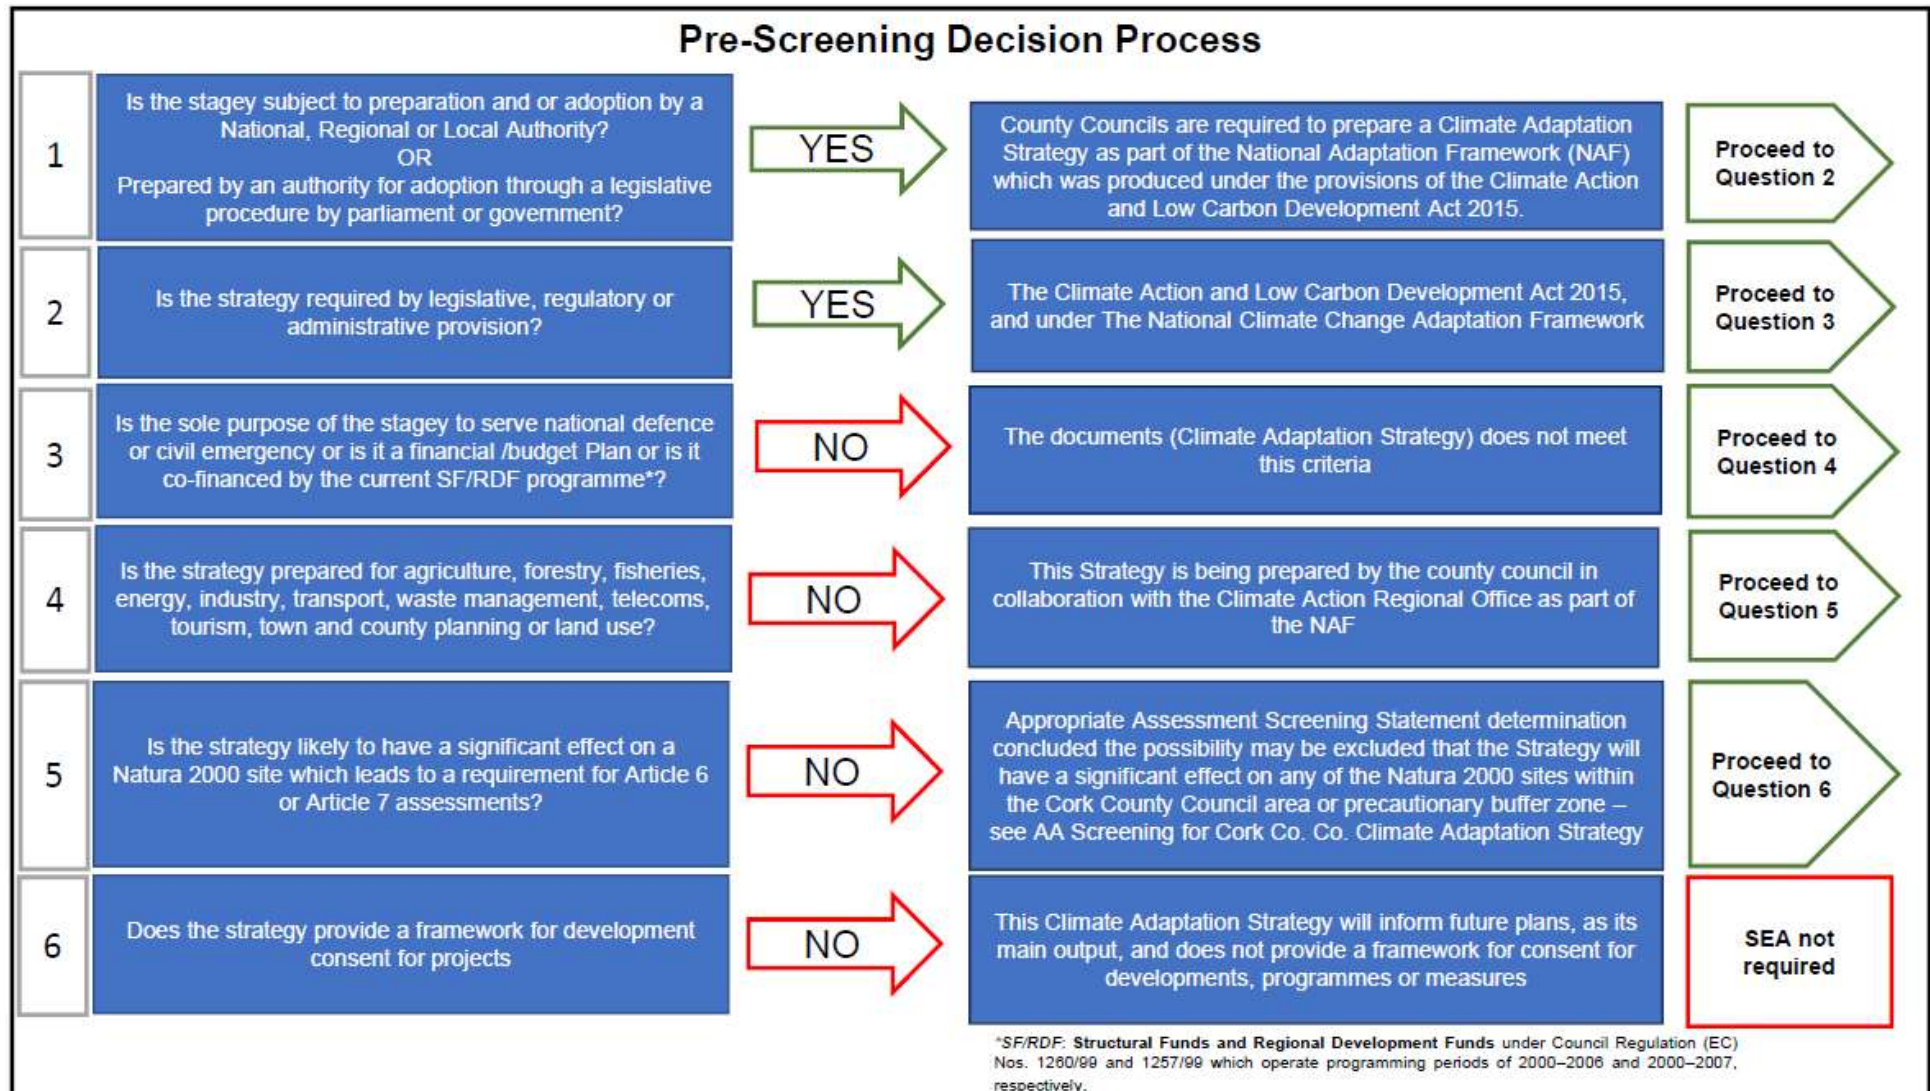 Pre-Screening Decision Process
1
Is the stagey subject to preparation and or adoption by a
National, Regional or Local Authority?
OR
Prepared by an authority for adoption through a legislative
procedure by parliament or government?
YES
County Councils are required to prepare a Climate Adaptation
Strategy as part of the National Adaptation Framework (NAF)
which was produced under the provisions of the Climate Action
and Low Carbon Development Act 2015.
Proceed to
Question 2
2
Is the strategy required by legislative, regulatory or
administrative provision?
YES
The Climate Action and Low Carbon Development Act 2015,
and under The National Climate Change Adaptation Framework
Proceed to
Question 3
3
Is the sole purpose of the stagey to serve national defence
or civil emergency or is it a financial /budget Plan or is it
co-financed by the current SF/RDF programme*?
NO
The documents (Climate Adaptation Strategy) does not meet
this criteria
Proceed to
Question 4
4
Is the strategy prepared for agriculture, forestry, fisheries,
energy, industry, transport, waste management, telecoms,
tourism, town and county planning or land use?
NO
This Strategy is being prepared by the county council in
collaboration with the Climate Action Regional Office as part of
the NAF
Proceed to
Question 5
5
Is the strategy likely to have a significant effect on a
Natura 2000 site which leads to a requirement for Article 6
or Article 7 assessments?
NO
Appropriate Assessment Screening Statement determination
concluded the possibility may be excluded that the Strategy will
have a significant effect on any of the Natura 2000 sites within
the Cork County Council area or precautionary buffer zone –
see AA Screening for Cork Co. Co. Climate Adaptation Strategy
Proceed to
Question 6
6
Does the strategy provide a framework for development
consent for projects
NO
This Climate Adaptation Strategy will inform future plans, as its
main output, and does not provide a framework for consent for
developments, programmes or measures
SEA not
required
*SF/RDF: Structural Funds and Regional Development Funds under Council Regulation (EC)
Nos. 1260/99 and 1257/99 which operate programming periods of 2000–2006 and 2000–2007,
respectively.